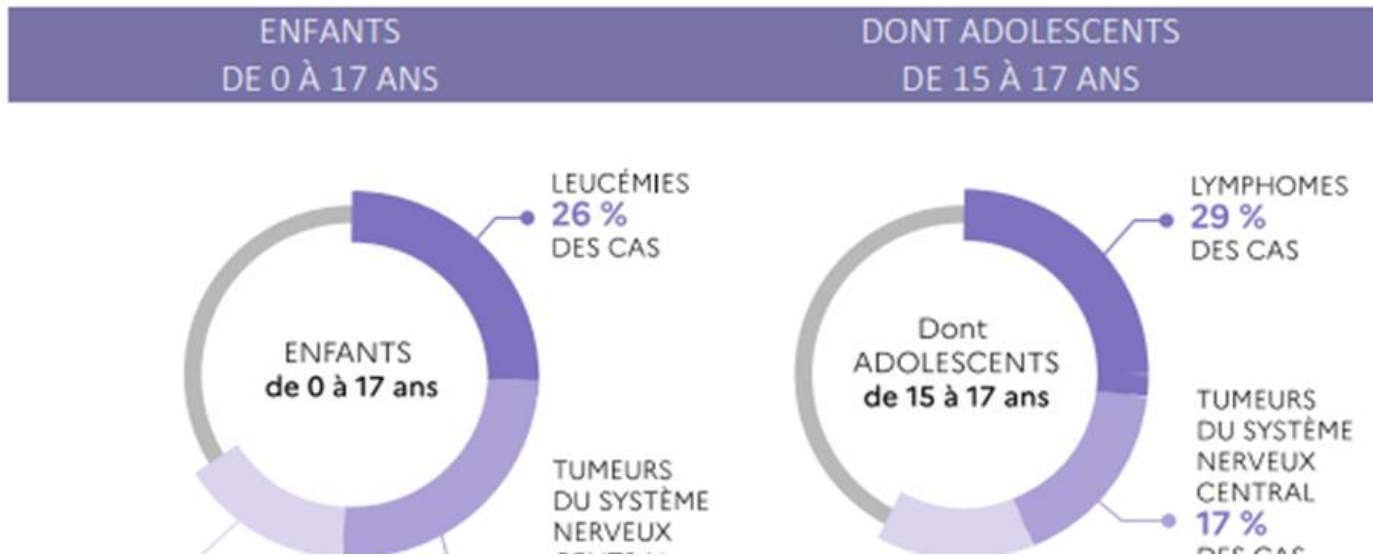 ENFANTS
DE 0 À 17 ANS
DONT ADOLESCENTS
DE 15 À 17 ANS
LEUCÉMIES
26 %
DES CAS
ENFANTS
de 0 à 17 ans
TUMEURS
DU SYSTÈME
NERVEUX
LYMPHOMES
29 %
DES CAS
Dont
ADOLESCENTS
de 15 à 17 ans
TUMEURS
DU SYSTÈME
NERVEUX
CENTRAL
17 %
DES CAS